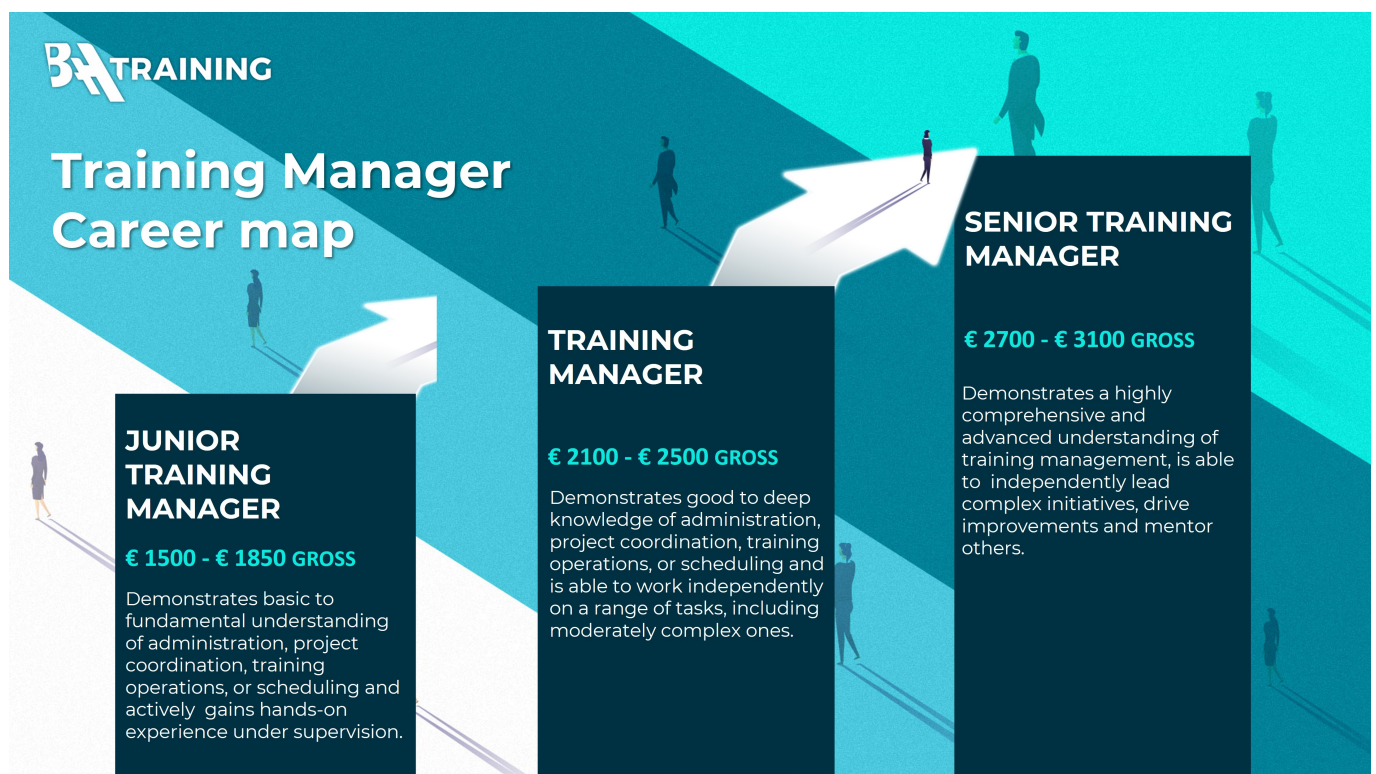 BAA TRAINING
Training Manager
Career map
JUNIOR
TRAINING
MANAGER
€ 1500 - € 1850 GROSS
Demonstrates basic to
fundamental understanding
of administration, project
coordination, training
operations, or scheduling and
actively gains hands-on
experience under supervision.
TRAINING
MANAGER
€ 2100 - € 2500 GROSS
Demonstrates good to deep
knowledge of administration,
project coordination, training
operations, or scheduling and
is able to work independently
on a range of tasks, including
moderately complex ones.
SENIOR TRAINING
MANAGER
€ 2700 - € 3100 GROSS
Demonstrates a highly
comprehensive and
advanced understanding of
training management, is able
to independently lead
complex initiatives, drive
improvements and mentor
others.